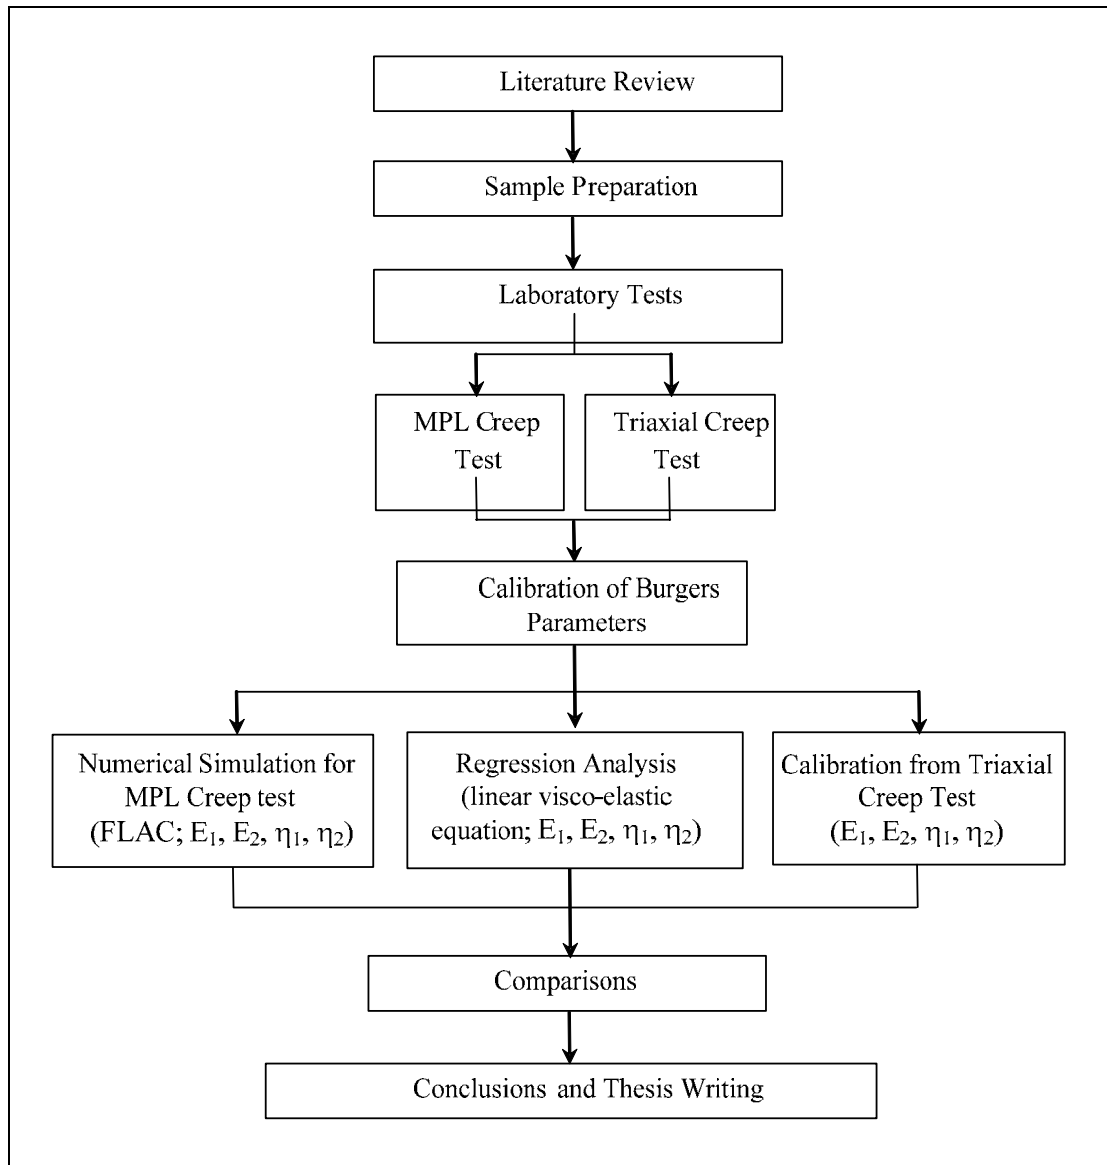 Literature Review
Sample Preparation
Laboratory Tests
MPL Creep
Test
Triaxial Creep
Test
Calibration of Burgers
Parameters
Numerical Simulation for
MPL Creep test
(FLAC; E₁, E₂, η₁, η₂)
Regression Analysis
(linear visco-elastic
equation; E₁, E₂, η₁, η₂)
Calibration from Triaxial
Creep Test
(E₁, E₂, η₁, η₂)
Comparisons
Conclusions and Thesis Writing